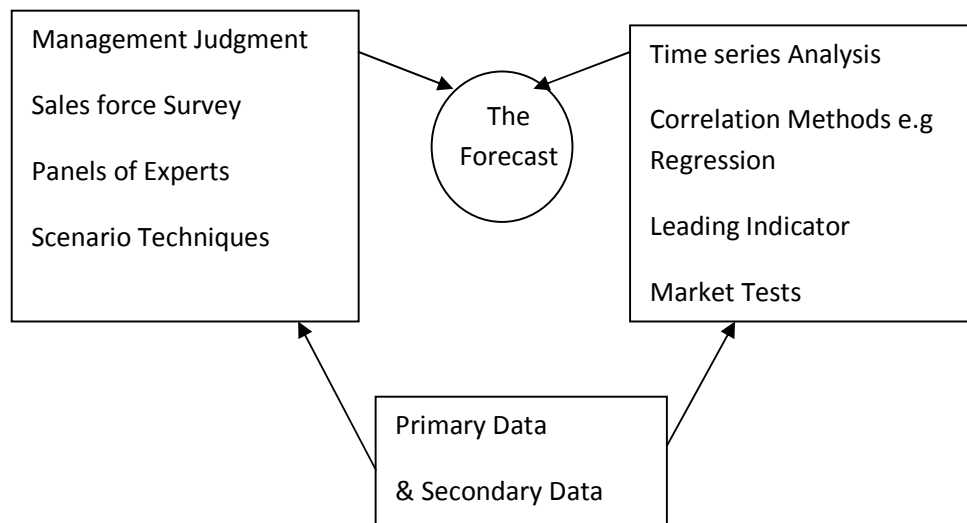 Management Judgment
Sales force Survey
Panels of Experts
Scenario Techniques
The
Forecast
Time series Analysis
Correlation Methods e.g
Regression
Leading Indicator
Market Tests
Primary Data
& Secondary Data